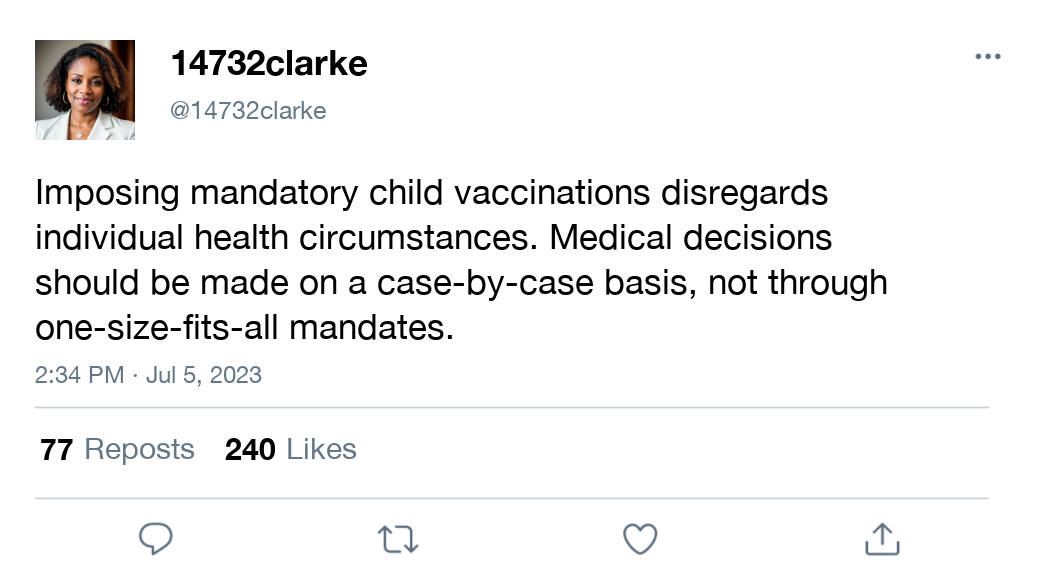 14732clarke
@14732clarke
Imposing mandatory child vaccinations disregards
individual health circumstances. Medical decisions
should be made on a case-by-case basis, not through
one-size-fits-all mandates.
2:34 PM · Jul 5, 2023
77 Reposts 240 Likes